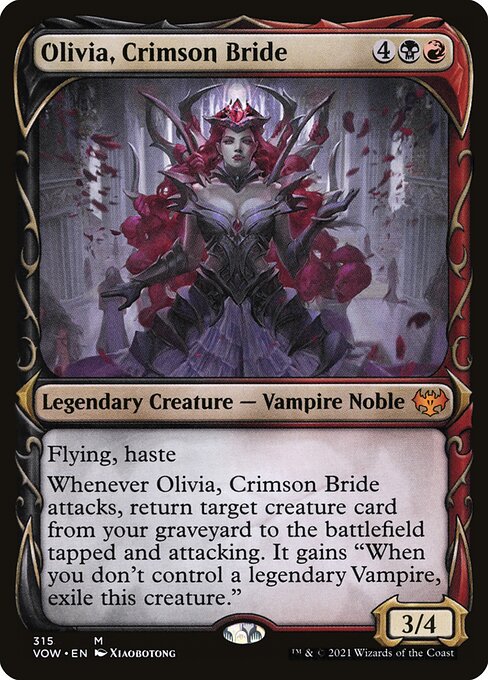 Olivia, Crimson Bride 4
Legendary Creature — Vampire Noble
Flying, haste
Whenever Olivia, Crimson Bride
attacks, return target creature card
from your graveyard to the battlefield
tapped and attacking. It gains “When
you don’t control a legendary Vampire,
exile this creature.”
3/4
315 M
VOW • EN Xiaobotong
™ & © 2021 Wizards of the Coast